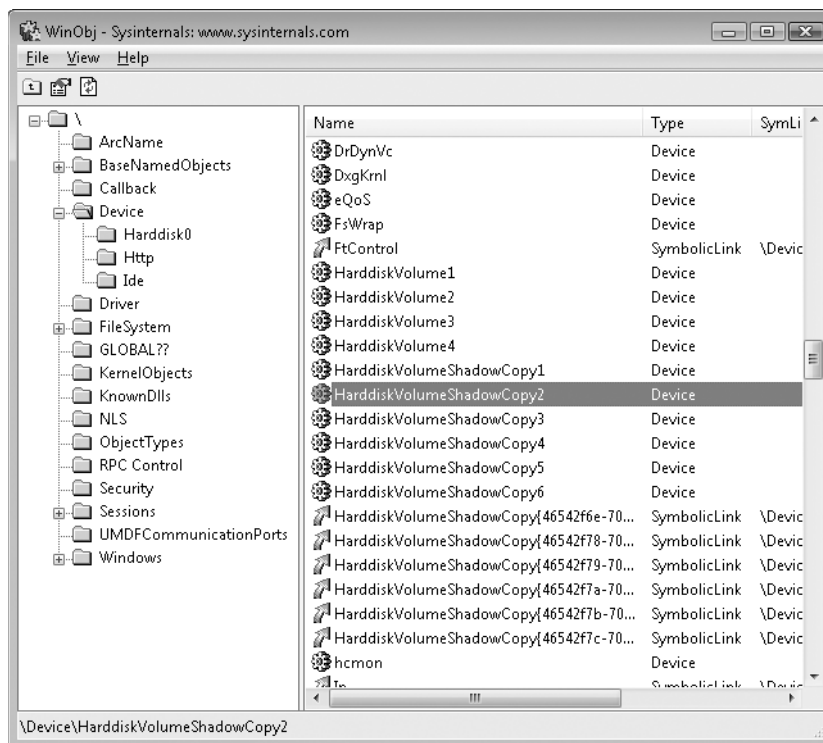 WinObj - Sysinternals: www.sysinternals.com
File View Help
\
ArcName
BaseNamedObjects
Callback
Device
Harddisk0
Http
Ide
Driver
FileSystem
GLOBAL??
KernelObjects
KnownDlls
NLS
ObjectTypes
RPC Control
Security
Sessions
UMDFCommunicationPorts
Windows
Name Type SymLi
DrDynVc Device
DxgKrnl Device
eQoS Device
FsWrap Device
FtControl SymbolicLink \Devic
HarddiskVolume1 Device
HarddiskVolume2 Device
HarddiskVolume3 Device
HarddiskVolume4 Device
HarddiskVolumeShadowCopy1 Device
HarddiskVolumeShadowCopy2 Device
HarddiskVolumeShadowCopy3 Device
HarddiskVolumeShadowCopy4 Device
HarddiskVolumeShadowCopy5 Device
HarddiskVolumeShadowCopy6 Device
HarddiskVolumeShadowCopy{46542f6e-70... SymbolicLink \Devic
HarddiskVolumeShadowCopy{46542f78-70... SymbolicLink \Devic
HarddiskVolumeShadowCopy{46542f79-70... SymbolicLink \Devic
HarddiskVolumeShadowCopy{46542f7a-70... SymbolicLink \Devic
HarddiskVolumeShadowCopy{46542f7b-70... SymbolicLink \Devic
HarddiskVolumeShadowCopy{46542f7c-70... SymbolicLink \Devic
hcmon Device
SymbolicLink \Devic
\Device\HarddiskVolumeShadowCopy2